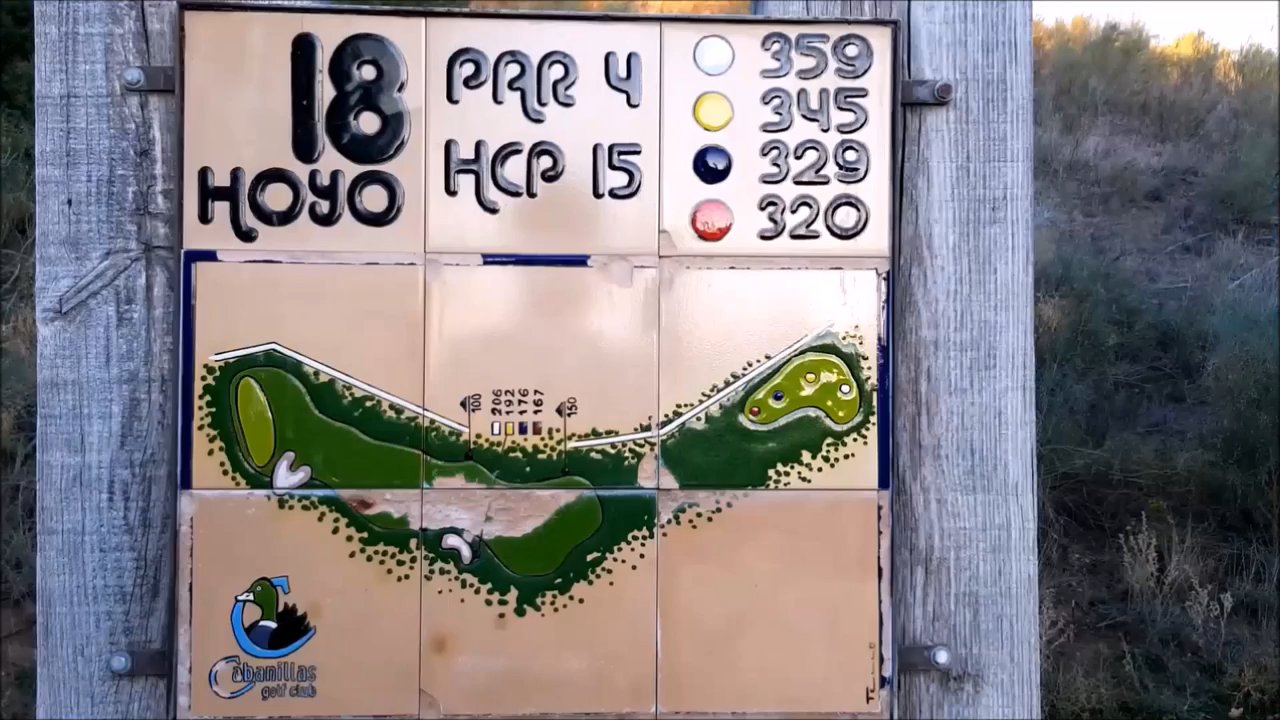 18
HOYO
PAR 4
HCP 15
359
345
329
320
100
206
192
176
167
150
Cabanillas
golf club